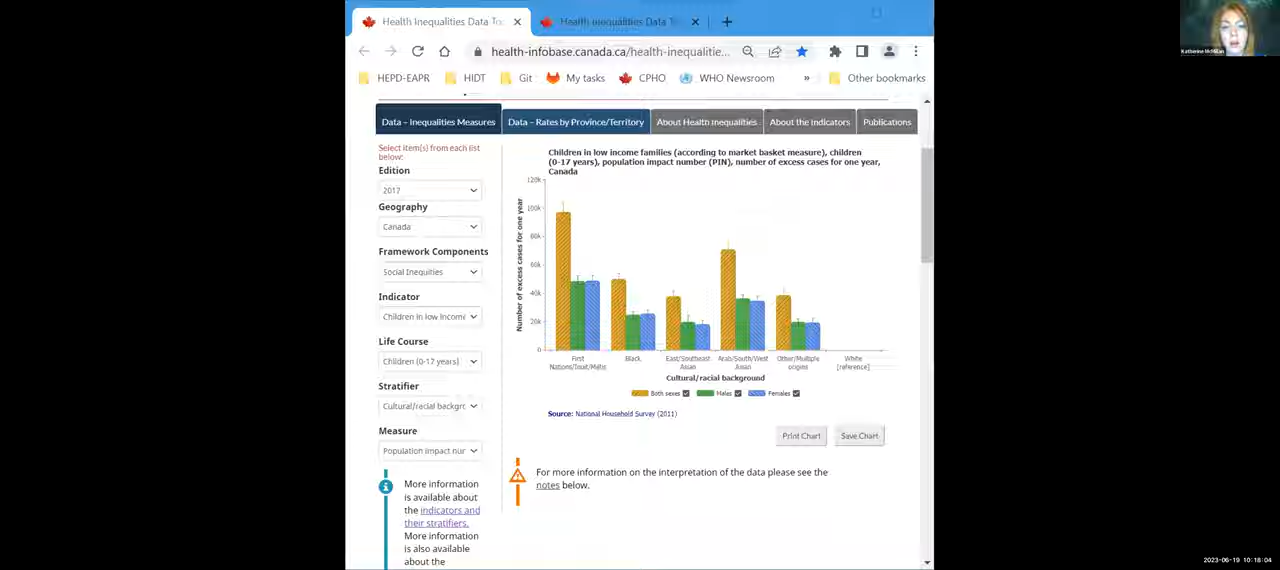 Health Inequalities Data To
Health Inequalities Data T
health-infobase.canada.ca/health-inequalitie...
HEPD-EAPR
HIDT
Git
My tasks
CPHO
WHO Newsroom
»
Other bookmarks
Data – Inequalities Measures
Data – Rates by Province/Territory
About Health Inequalities
About the Indicators
Publications
Select item(s) from each list
below:
Edition
2017
Geography
Canada
Framework Components
Social Inequities
Indicator
Children in low income
Life Course
Children (0-17 years)
Stratifier
Cultural/racial backgr
Measure
Population impact nur
More information
is available about
the indicators and
their stratifiers.
More information
is also available
about the
Children in low income families (according to market basket measure), children
(0-17 years), population impact number (PIN), number of excess cases for one year,
Canada
Number of excess cases for one year
120k
100k
80k
60k
40k
20k
0
First
Nations/Inuit/Métis
Black
East/Southeast
Asian
Arab/South/West
Asian
Other/Multiple
origins
White
[reference]
Cultural/racial background
Both sexes
Males
Females
Source: National Household Survey (2011)
Print Chart
Save Chart
For more information on the interpretation of the data please see the
notes below.
Katherine McMillan
2023-06-19 10:18:04